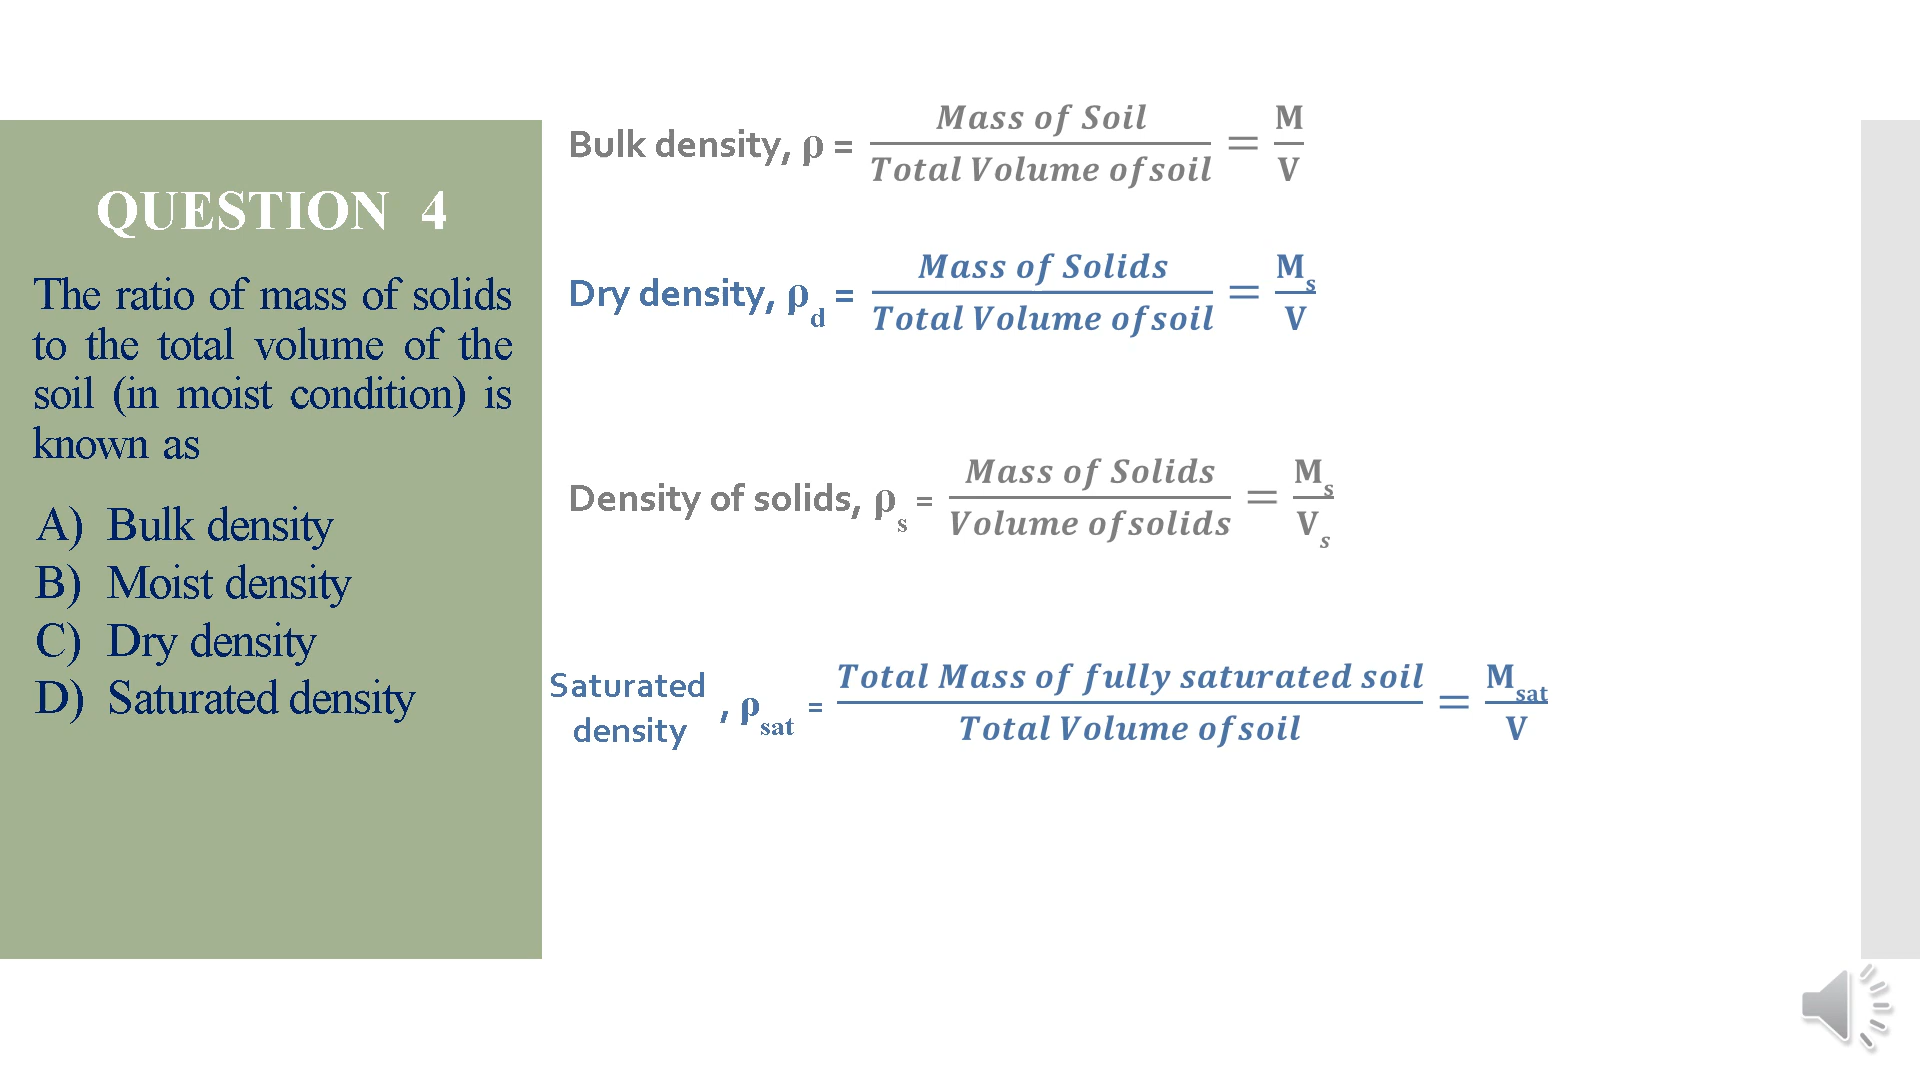 QUESTION 4
The ratio of mass of solids
to the total volume of the
soil (in moist condition) is
known as
A) Bulk density
B) Moist density
C) Dry density
D) Saturated density
Bulk density, ρ = Mass of Soil / Total Volume of soil = M / V
Dry density, ρd = Mass of Solids / Total Volume of soil = Ms / V
Density of solids, ρs = Mass of Solids / Volume of solids = Ms / Vs
Saturated density, ρsat = Total Mass of fully saturated soil / Total Volume of soil = Msat / V